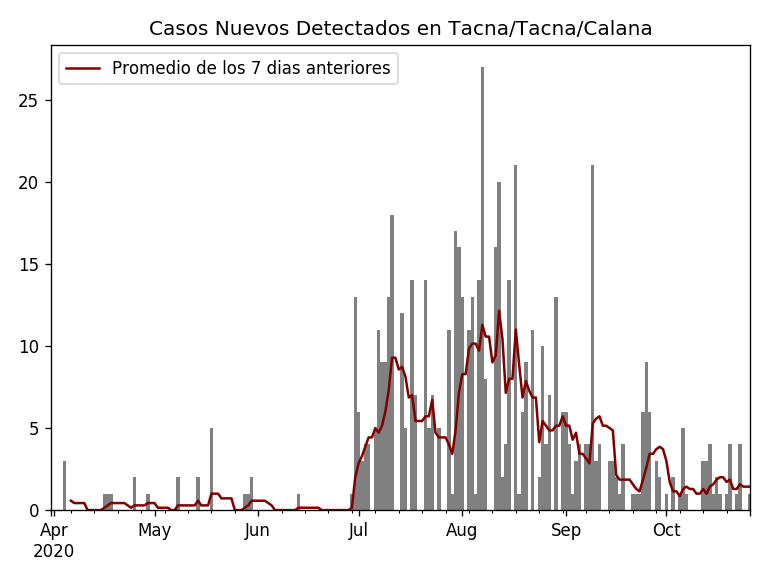 Casos Nuevos Detectados en Tacna/Tacna/Calana
Promedio de los 7 dias anteriores
25
20
15
10
5
0
Apr May Jun Jul Aug Sep Oct
2020